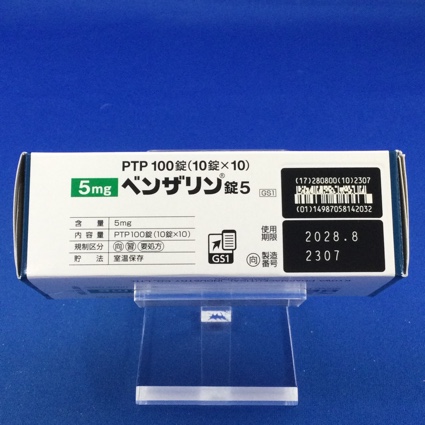 PTP 100錠(10錠×10)
5mg ベンザリン®錠5 GS1
含量 5mg
内容量 PTP100錠(10錠×10)
規制区分 向 習 要処方
貯法 室温保存
GS1
(17)280800(10)2307
(01)14987058142032
使用期限 2028.8
向 製造番号 2307